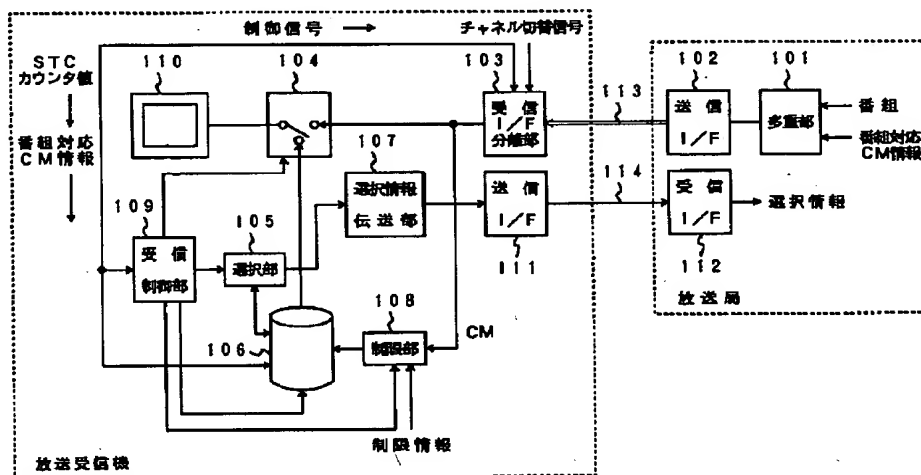 制御信号
チャネル切替信号
STC
カウンタ値
番組対応
CM情報
110
104
103
受信
I/F
分離部
113
102
送信
I/F
101
多重部
番組
番組対応
CM情報
107
選択情報
伝送部
送信
I/F
111
114
受信
I/F
112
選択情報
放送局
109
受信
制御部
105
選択部
106
108
制限部
CM
制限情報
放送受信機